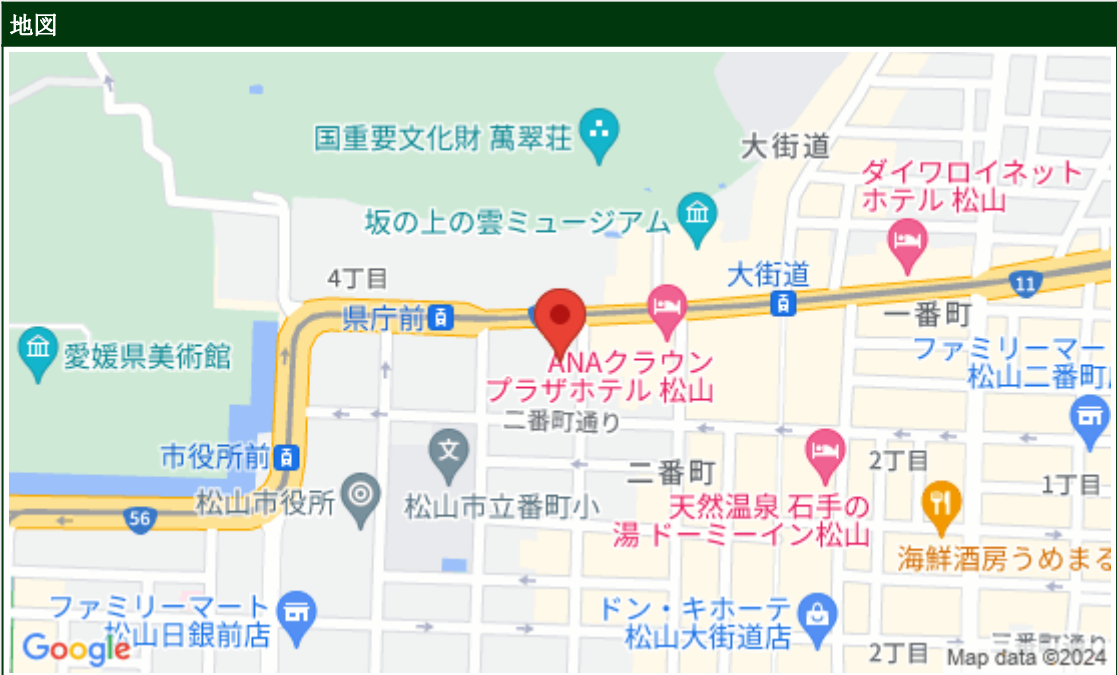 地図
国重要文化財 萬翠荘
大街道
ダイワロイネット
ホテル 松山
坂の上の雲ミュージアム
4丁目
大街道
11
県庁前
一番町
愛媛県美術館
ANAクラウン
プラザホテル 松山
ファミリーマー
松山二番町
二番町通り
市役所前
二番町
2丁目
1丁目
松山市役所
松山市立番町小
天然温泉 石手の
湯 ドーミーイン松山
56
海鮮酒房うめまる
ファミリーマート
松山日銀前店
ドン・キホーテ
松山大街道店
三番町通り
2丁目
Google
Map data ©2024